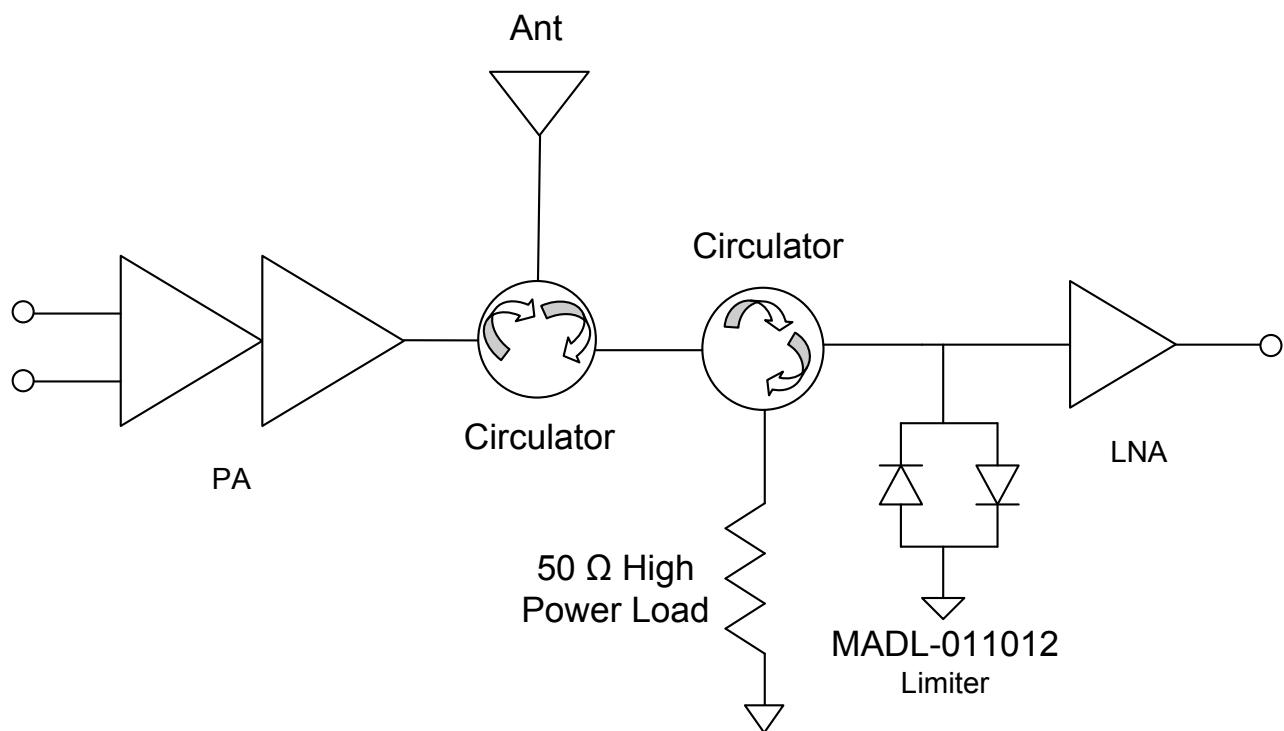 Ant
Circulator
Circulator
PA
LNA
50 Ω High
Power Load
MADL-011012
Limiter